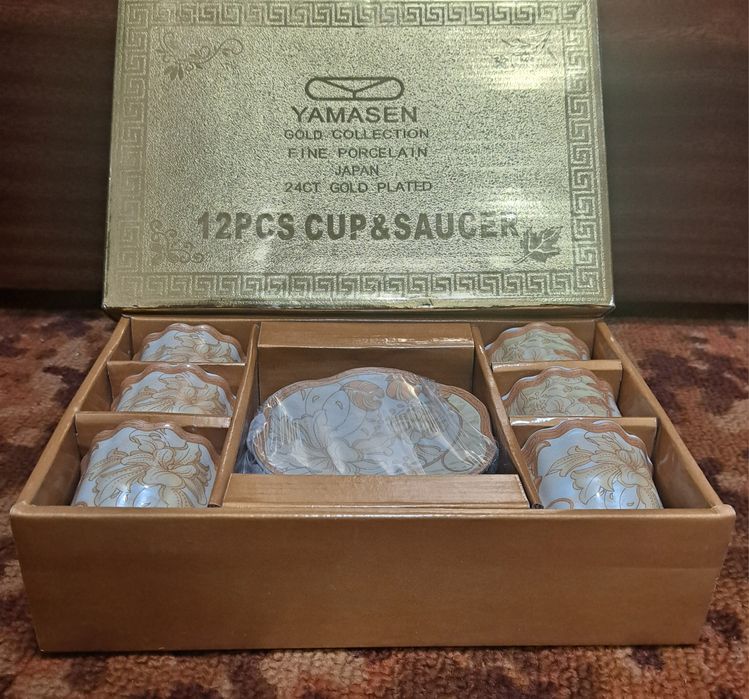 YAMASEN
GOLD COLLECTION
FINE PORCELAIN
JAPAN
24CT GOLD PLATED
12PCS CUP&SAUCER